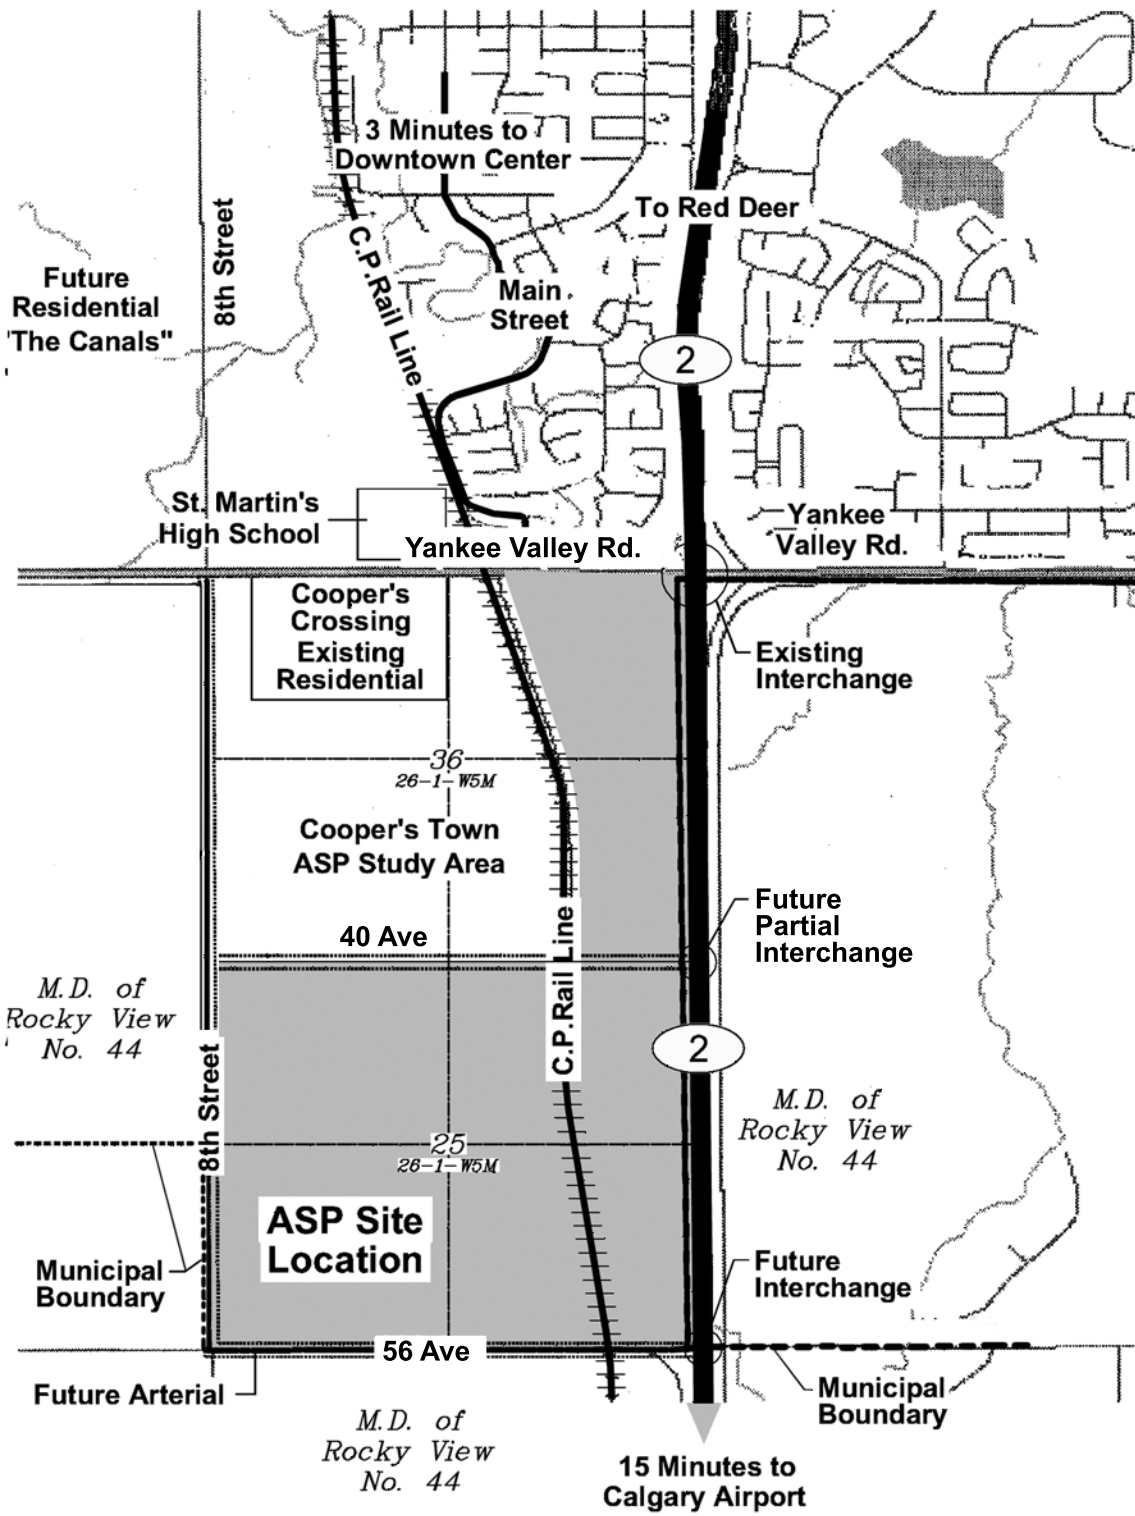 3 Minutes to
Downtown Center
To Red Deer
8th Street
C.P.Rail Line
Future
Residential
"The Canals"
Main
Street
2
St. Martin's
High School
Yankee Valley Rd.
Yankee
Valley Rd.
Cooper's
Crossing
Existing
Residential
Existing
Interchange
36
26-1-W5M
Cooper's Town
ASP Study Area
Future
Partial
Interchange
40 Ave
C.P.Rail Line
M.D. of
Rocky View
No. 44
2
8th Street
M.D. of
Rocky View
No. 44
25
26-1-W5M
ASP Site
Location
Municipal
Boundary
Future
Interchange
56 Ave
Future Arterial
Municipal
Boundary
M.D. of
Rocky View
No. 44
15 Minutes to
Calgary Airport